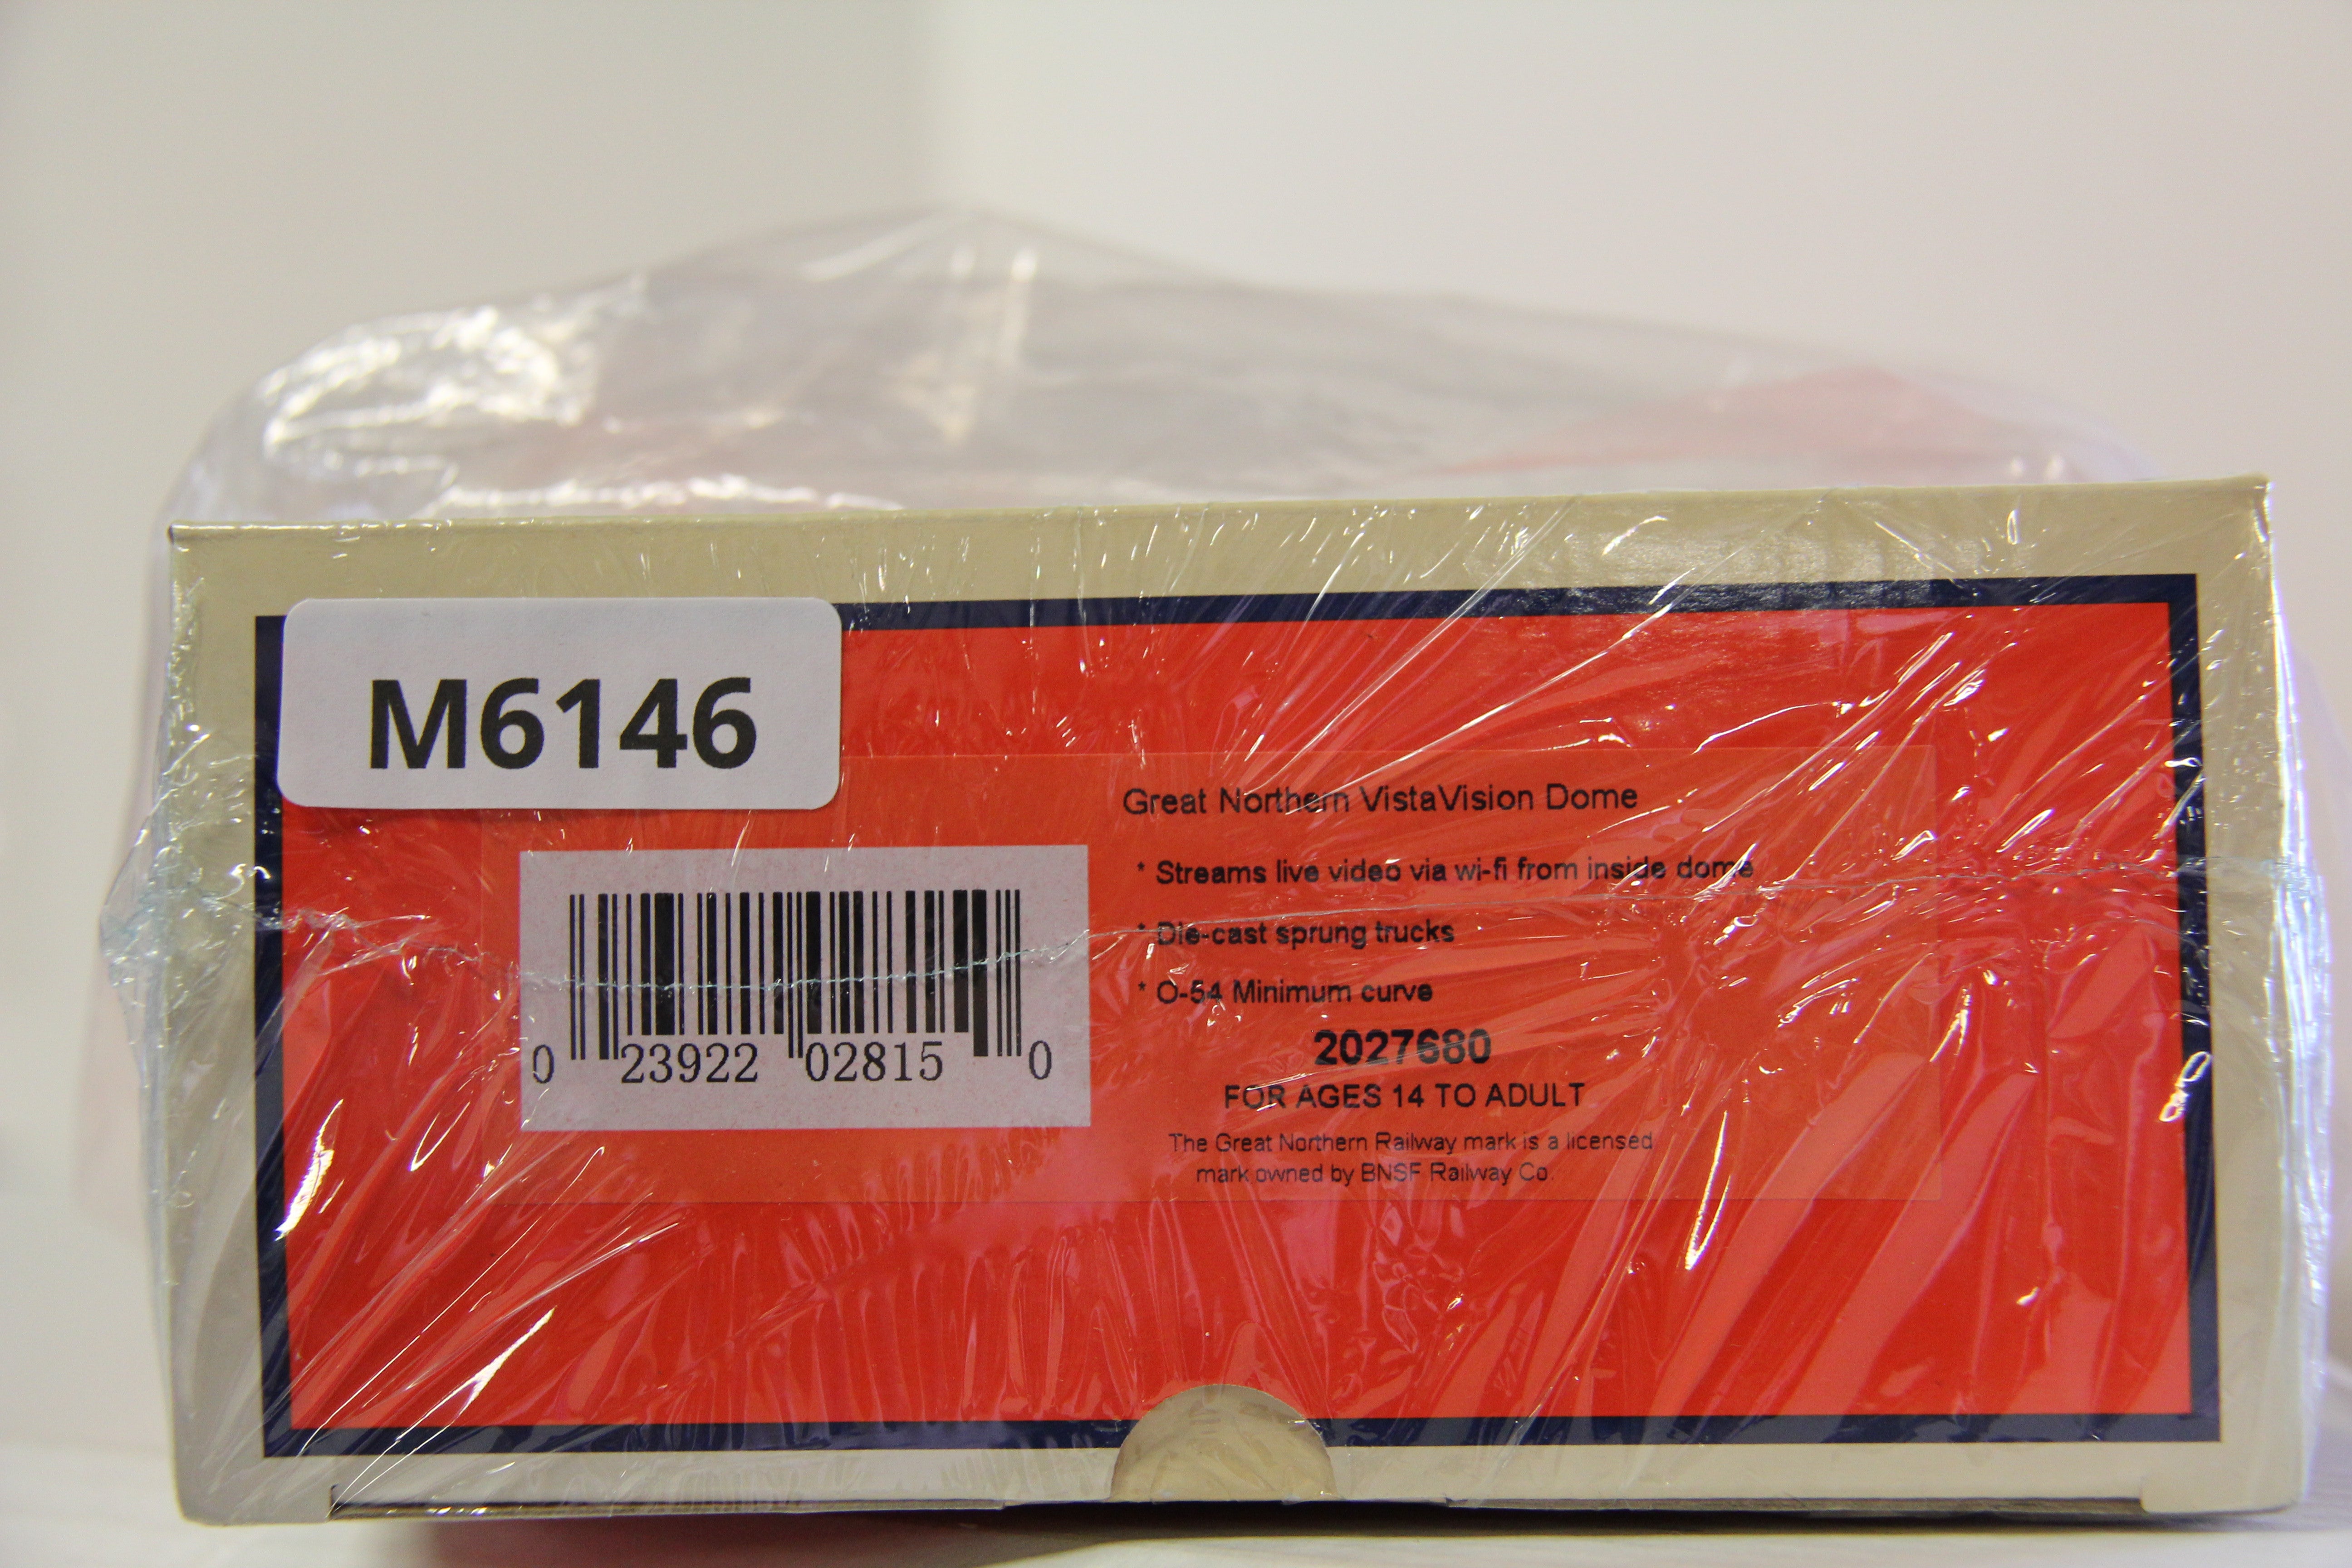 M6146
Great Northern VistaVision Dome
* Streams live video via wi-fi from inside dome
* Die-cast sprung trucks
* O-54 Minimum curve
2027680
FOR AGES 14 TO ADULT
The Great Northern Railway mark is a licensed
mark owned by BNSF Railway Co.
0 23922 02815 0